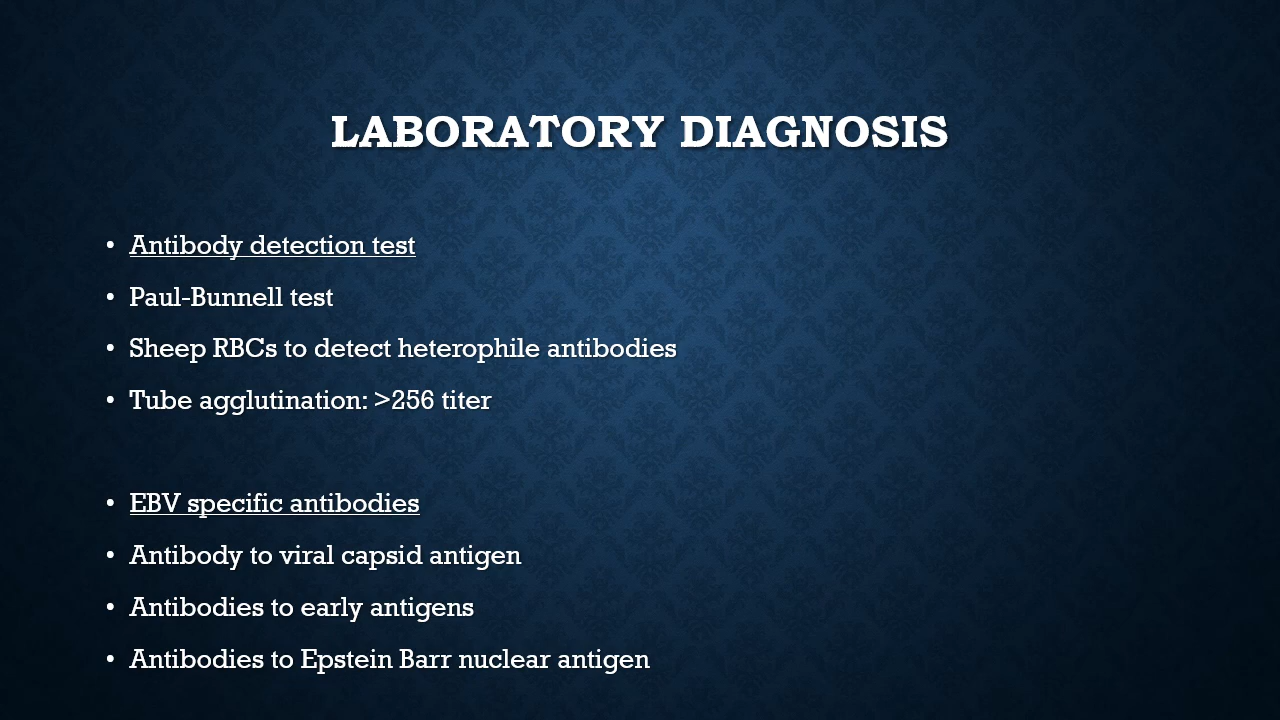 LABORATORY DIAGNOSIS
• Antibody detection test
• Paul-Bunnell test
• Sheep RBCs to detect heterophile antibodies
• Tube agglutination: >256 titer
• EBV specific antibodies
• Antibody to viral capsid antigen
• Antibodies to early antigens
• Antibodies to Epstein Barr nuclear antigen